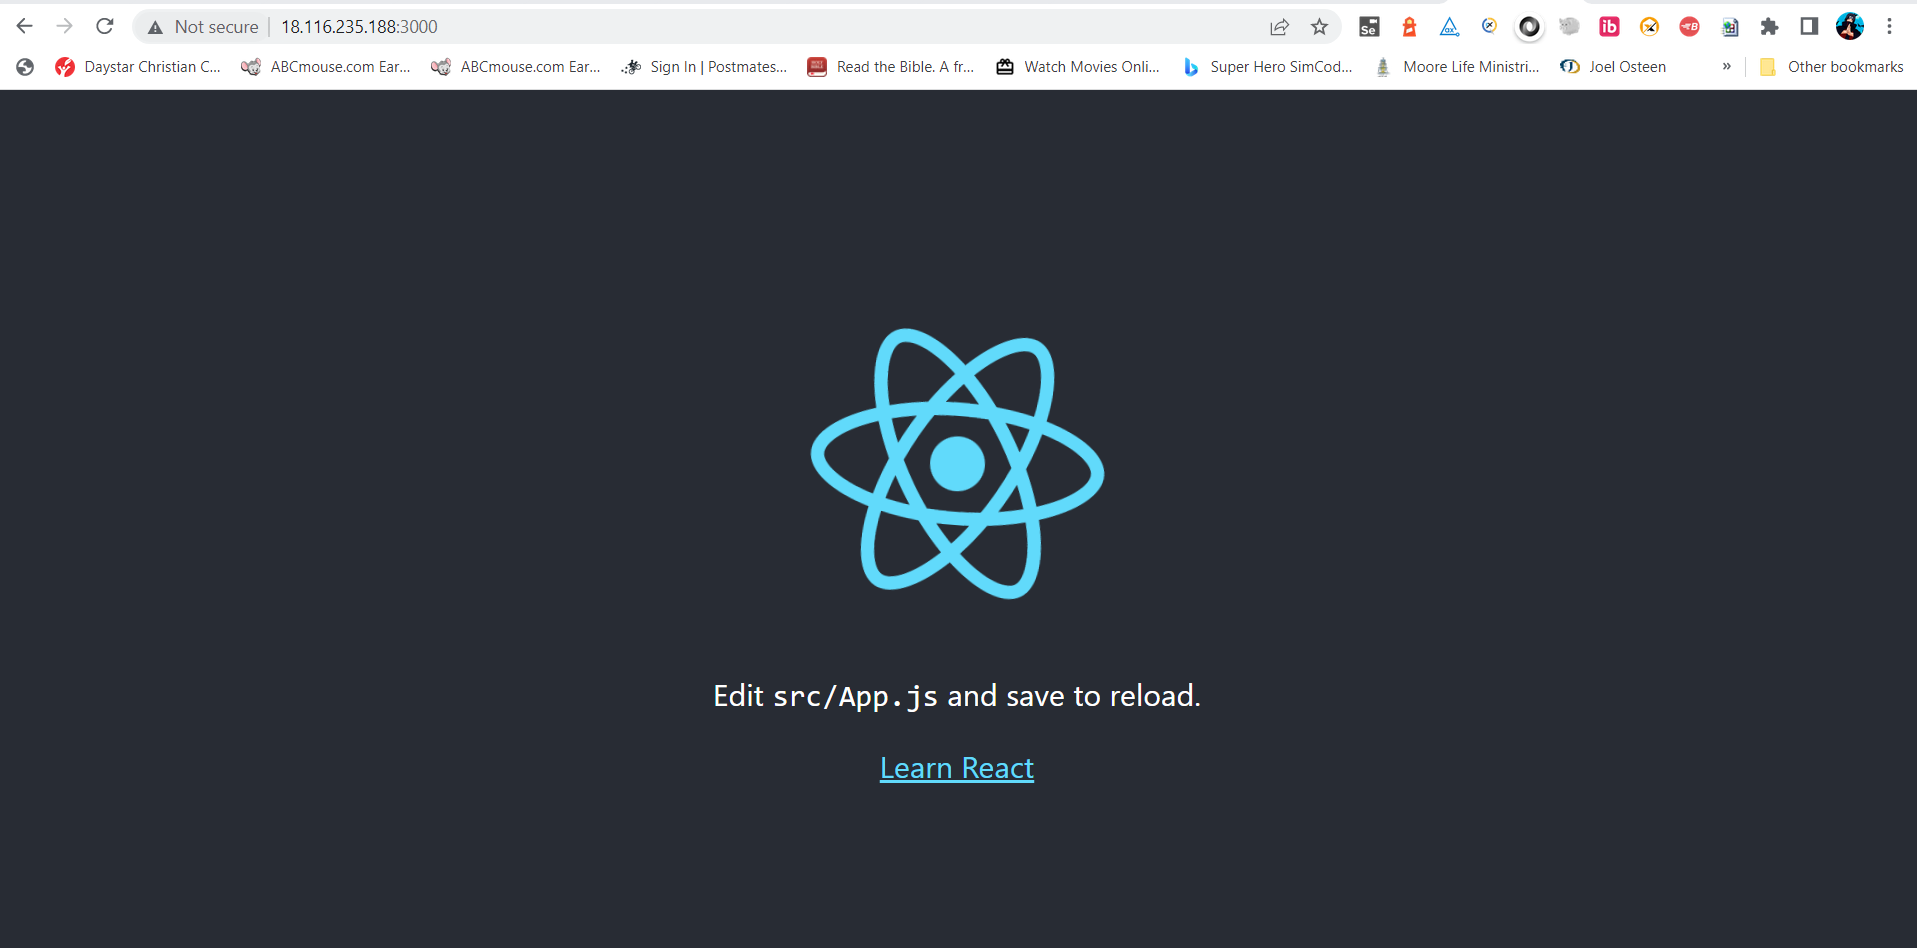 Not secure 18.116.235.188:3000
Daystar Christian C... ABCmouse.com Ear... ABCmouse.com Ear... Sign In | Postmates... Read the Bible. A fr... Watch Movies Onli... Super Hero SimCod... Moore Life Ministri... Joel Osteen » Other bookmarks
Edit src/App.js and save to reload.
Learn React